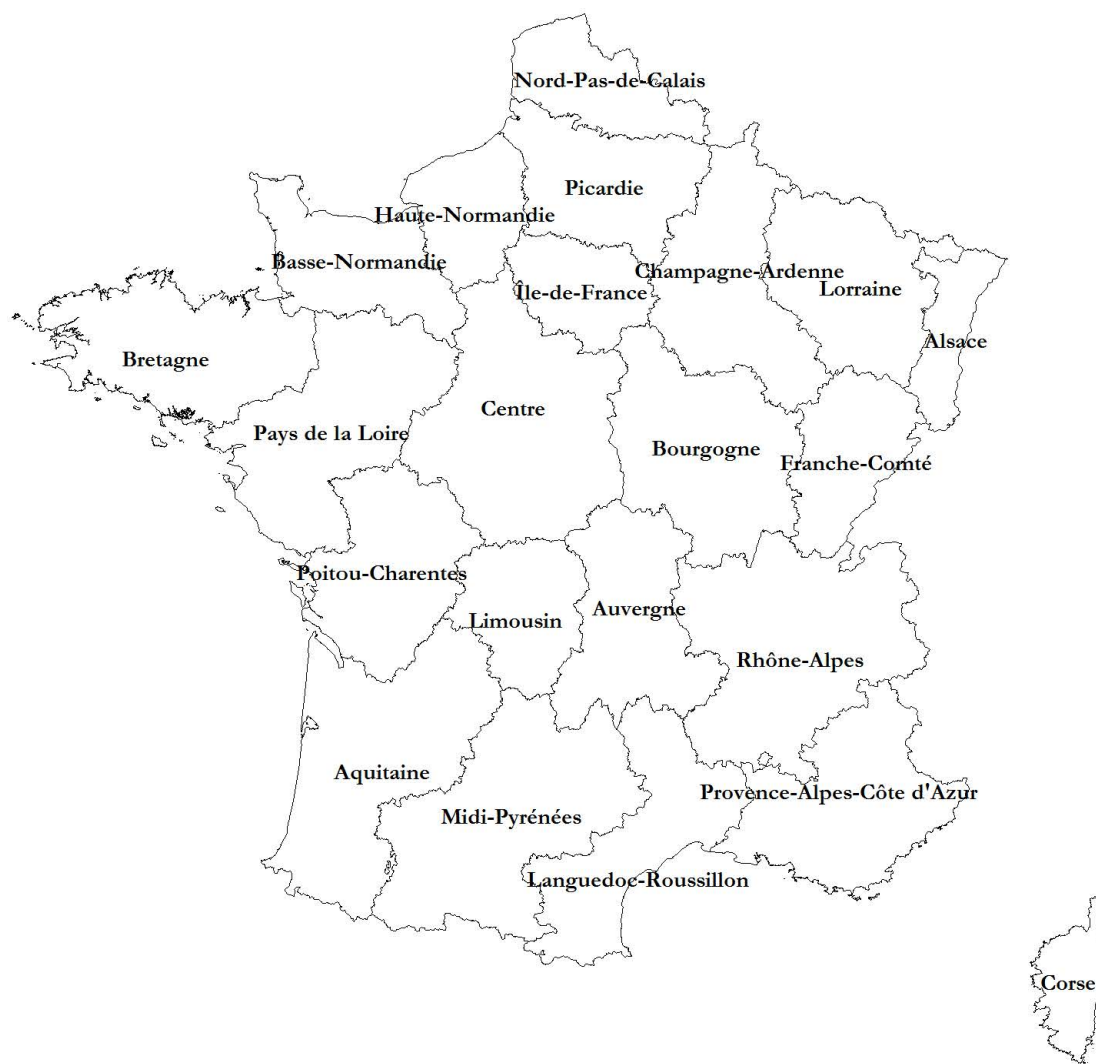 Nord-Pas-de-Calais
Picardie
Haute-Normandie
Basse-Normandie
Champagne-Ardenne
Île-de-France
Lorraine
Alsace
Bretagne
Centre
Pays de la Loire
Bourgogne
Franche-Comté
Poitou-Charentes
Auvergne
Limousin
Rhône-Alpes
Aquitaine
Provence-Alpes-Côte d'Azur
Midi-Pyrénées
Languedoc-Roussillon
Corse